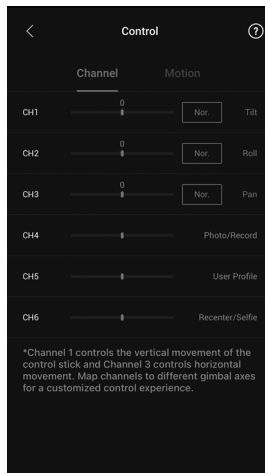 Control
?
Channel Motion
0
CH1 Nor. Tilt
0
CH2 Nor. Roll
0
CH3 Nor. Pan
CH4 Photo/Record
CH5 User Profile
CH6 Recenter/Selfie
*Channel 1 controls the vertical movement of the
control stick and Channel 3 controls horizontal
movement. Map channels to different gimbal axes
for a customized control experience.